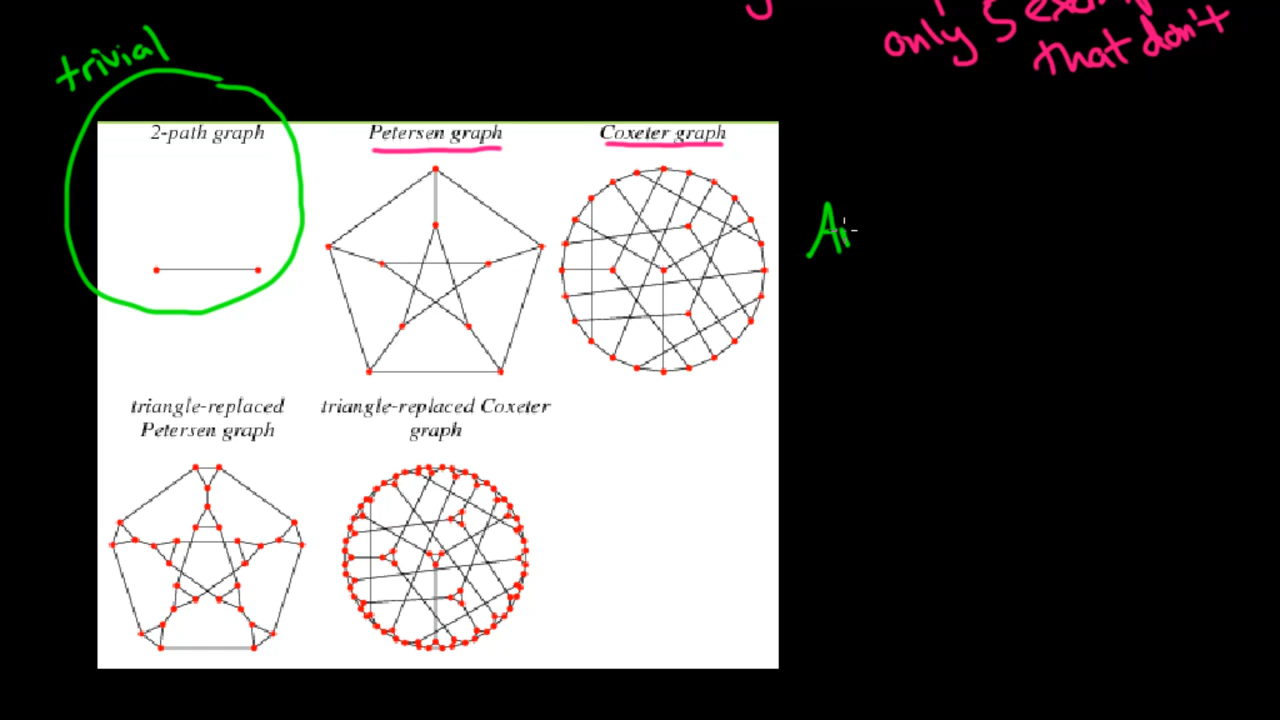 only 5
that don't
trivial
2-path graph
Petersen graph
Coxeter graph
triangle-replaced
Petersen graph
triangle-replaced Coxeter
graph